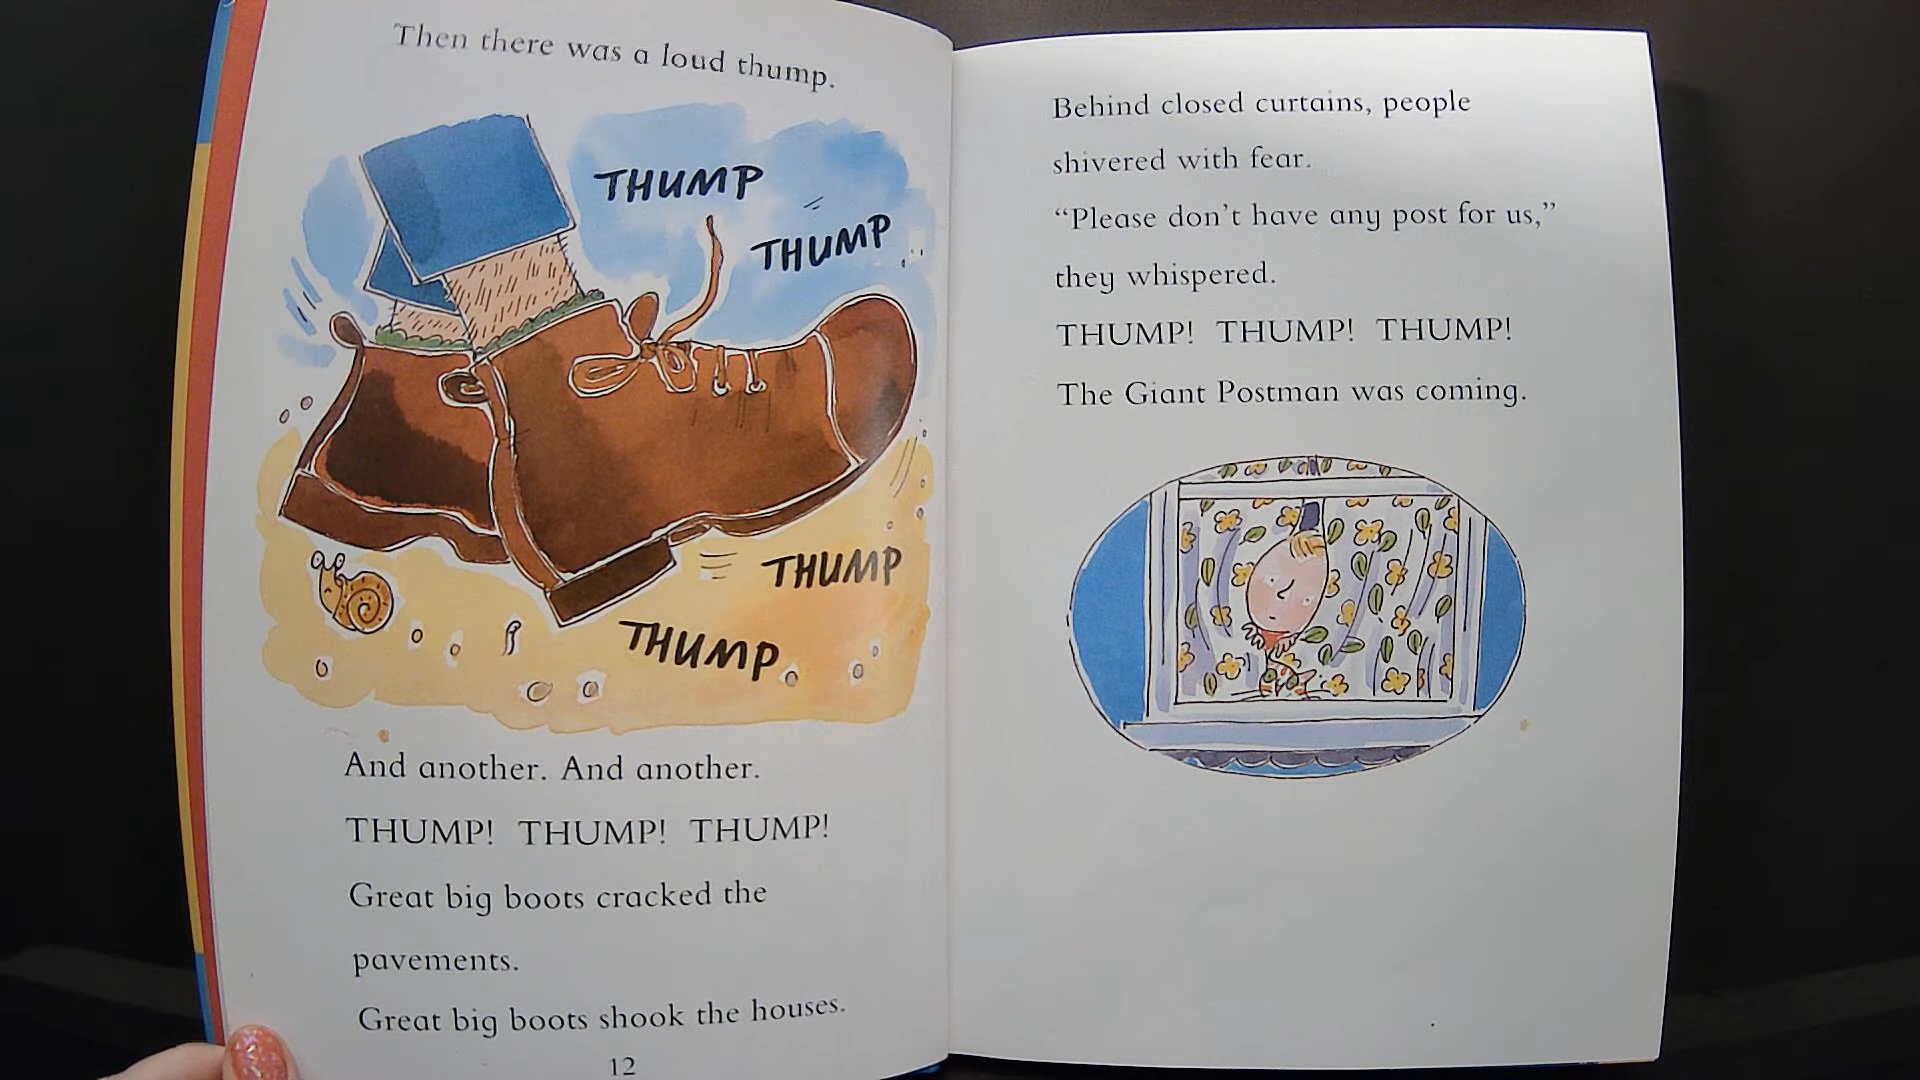 Then there was a loud thump.
THUMP
THUMP
THUMP
THUMP
And another. And another.
THUMP! THUMP! THUMP!
Great big boots cracked the
pavements.
Great big boots shook the houses.
12
Behind closed curtains, people
shivered with fear.
“Please don’t have any post for us,”
they whispered.
THUMP! THUMP! THUMP!
The Giant Postman was coming.